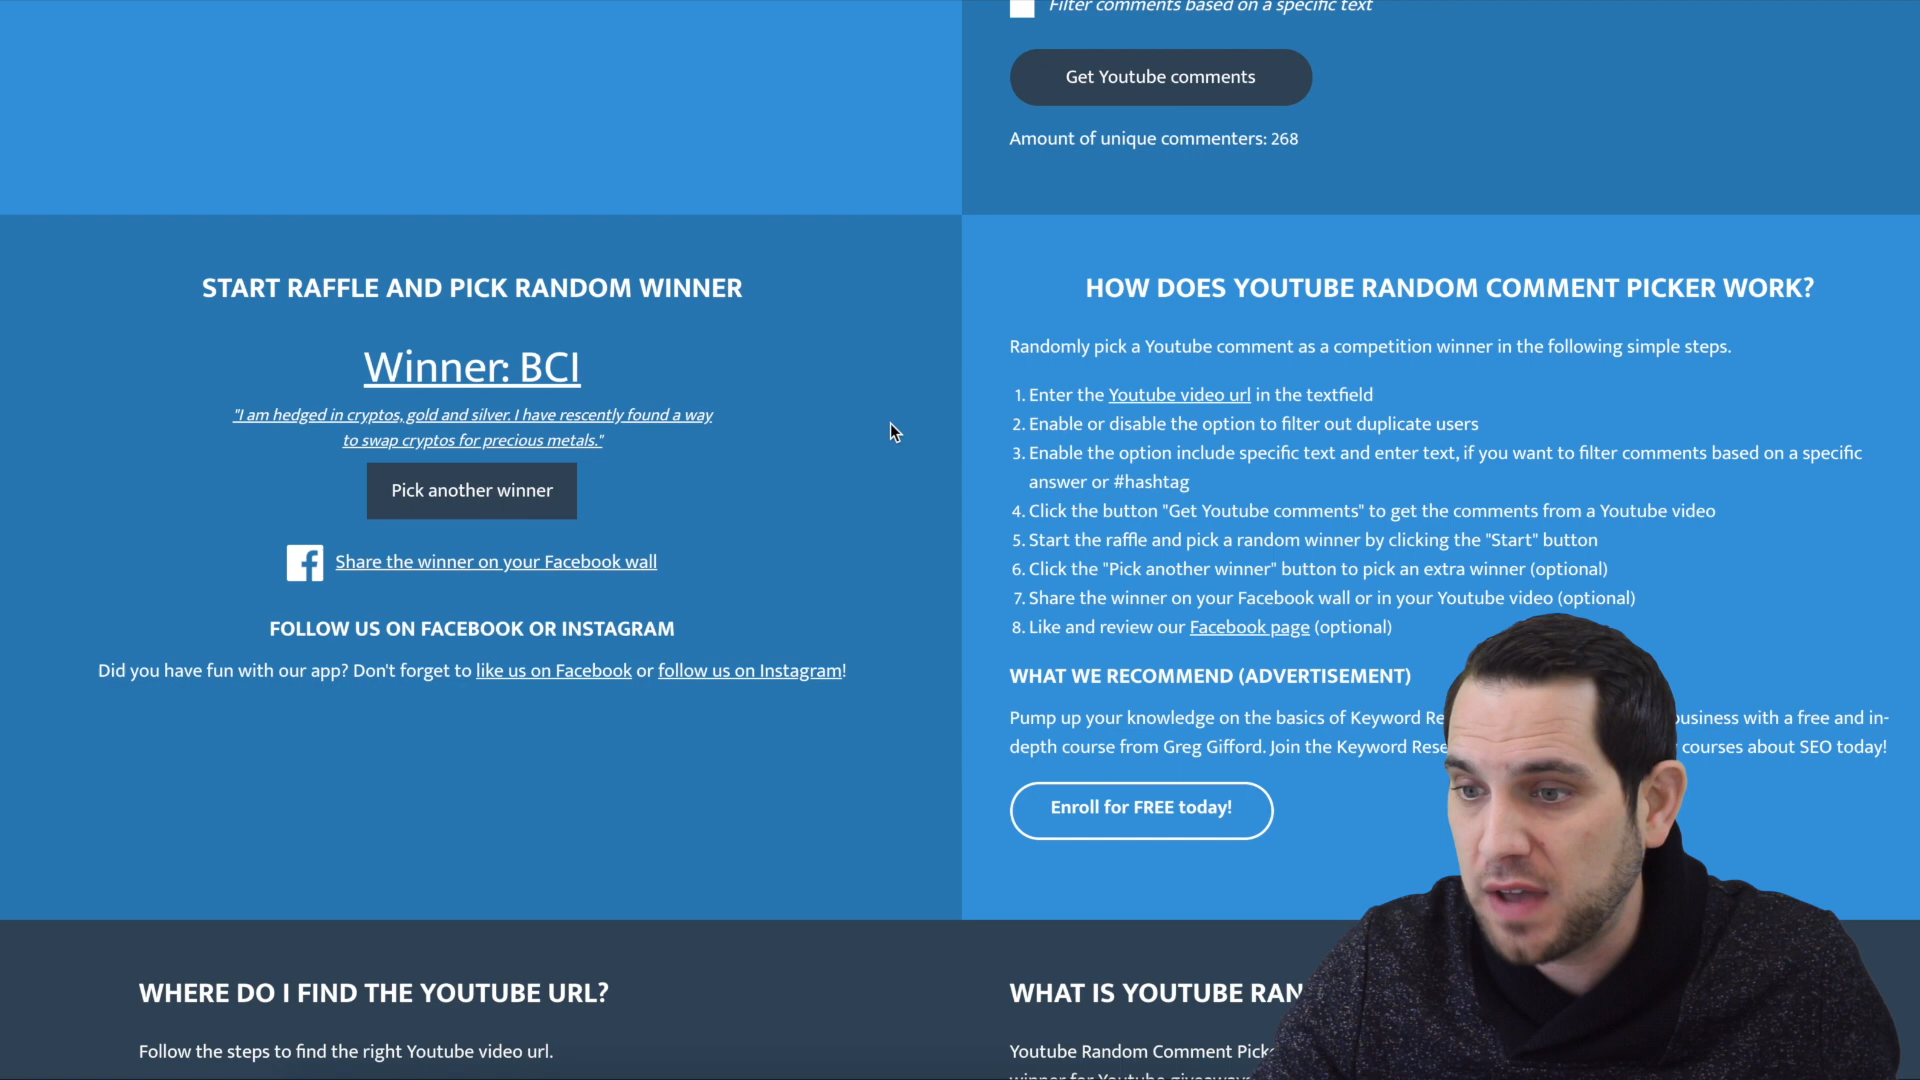 Filter comments based on a specific text
Get Youtube comments
Amount of unique commenters: 268
START RAFFLE AND PICK RANDOM WINNER
Winner: BCI
"I am hedged in cryptos, gold and silver. I have rescently found a way
to swap cryptos for precious metals."
Pick another winner
Share the winner on your Facebook wall
FOLLOW US ON FACEBOOK OR INSTAGRAM
Did you have fun with our app? Don't forget to like us on Facebook or follow us on Instagram!
HOW DOES YOUTUBE RANDOM COMMENT PICKER WORK?
Randomly pick a Youtube comment as a competition winner in the following simple steps.
1. Enter the Youtube video url in the textfield
2. Enable or disable the option to filter out duplicate users
3. Enable the option include specific text and enter text, if you want to filter comments based on a specific
answer or #hashtag
4. Click the button "Get Youtube comments" to get the comments from a Youtube video
5. Start the raffle and pick a random winner by clicking the "Start" button
6. Click the "Pick another winner" button to pick an extra winner (optional)
7. Share the winner on your Facebook wall or in your Youtube video (optional)
8. Like and review our Facebook page (optional)
WHAT WE RECOMMEND (ADVERTISEMENT)
Pump up your knowledge on the basics of Keyword business with a free and in-
depth course from Greg Gifford. Join the Keyword courses about SEO today!
Enroll for FREE today!
WHERE DO I FIND THE YOUTUBE URL?
Follow the steps to find the right Youtube video url.
WHAT IS YOUTUBE
Youtube Random Comment